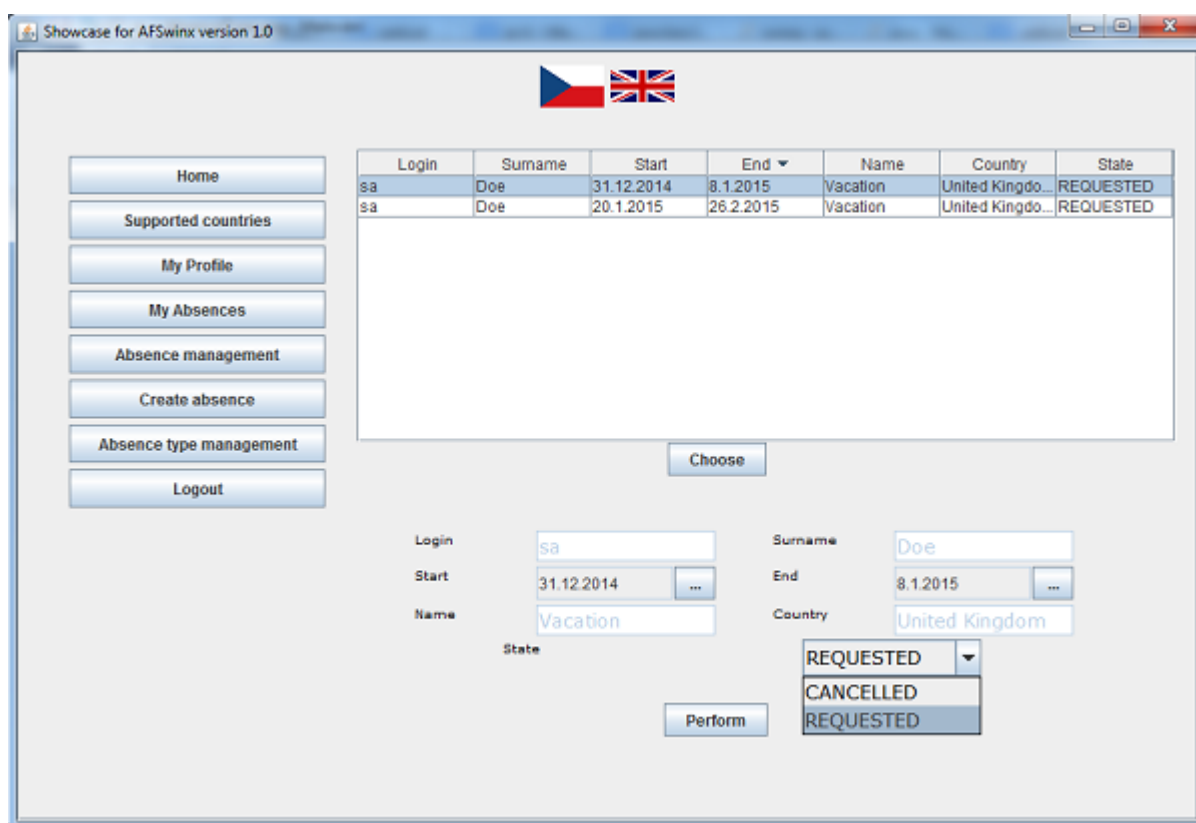 Showcase for AFSwinx version 1.0
Home
Supported countries
My Profile
My Absences
Absence management
Create absence
Absence type management
Logout
Login Surname Start End Name Country State
sa Doe 31.12.2014 8.1.2015 Vacation United Kingdo... REQUESTED
sa Doe 20.1.2015 26.2.2015 Vacation United Kingdo... REQUESTED
Choose
Login sa Surname Doe
Start 31.12.2014 ... End 8.1.2015 ...
Name Vacation Country United Kingdom
State REQUESTED
CANCELLED
REQUESTED
Perform